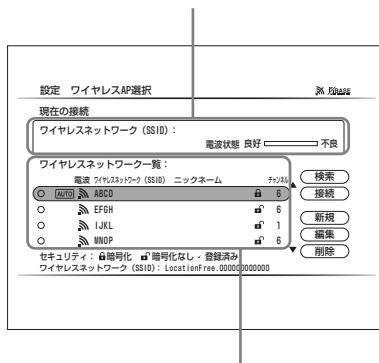 設定 ワイヤレスAP選択
現在の接続
ワイヤレスネットワーク (SSID) :
電波状態 良好 不良
ワイヤレスネットワーク一覧 :
電波 ワイヤレスネットワーク (SSID) ニックネーム チャンネル
AUTO ABCD 6
EFGH 6
IJKL 1
MNOP 6
検索
接続
新規
編集
削除
セキュリティ : 暗号化 暗号化なし ✓ 登録済み
ワイヤレスネットワーク (SSID) : LocationFree.000000000000